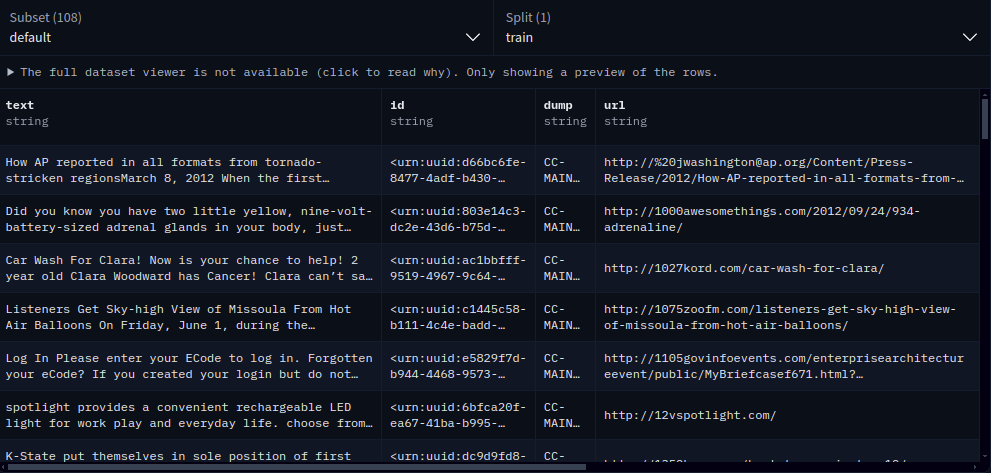 Subset (108)
default
Split (1)
train
▶ The full dataset viewer is not available (click to read why). Only showing a preview of the rows.
text
string
id
string
dump
string
url
string
How AP reported in all formats from tornado-
stricken regionsMarch 8, 2012 When the first…
<urn:uuid:d66bc6fe-
8477-4adf-b430-…
CC-
MAIN…
http://%20jwashington@ap.org/Content/Press-
Release/2012/How-AP-reported-in-all-formats-from-…
Did you know you have two little yellow, nine-volt-
battery-sized adrenal glands in your body, just…
<urn:uuid:803e14c3-
dc2e-43d6-b75d-…
CC-
MAIN…
http://1000awesomethings.com/2012/09/24/934-
adrenaline/
Car Wash For Clara! Now is your chance to help! 2
year old Clara Woodward has Cancer! Clara can’t sa…
<urn:uuid:ac1bbfff-
9519-4967-9c64-…
CC-
MAIN…
http://1027kord.com/car-wash-for-clara/
Listeners Get Sky-high View of Missoula From Hot
Air Balloons On Friday, June 1, during the…
<urn:uuid:c1445c58-
b111-4c4e-badd-…
CC-
MAIN…
http://1075zoofm.com/listeners-get-sky-high-view-
of-missoula-from-hot-air-balloons/
Log In Please enter your ECode to log in. Forgotten
your eCode? If you created your login but do not…
<urn:uuid:e5829f7d-
b944-4468-9573-…
CC-
MAIN…
http://1105govinfoevents.com/enterprisearchitectur
eevent/public/MyBriefcasef671.html?…
spotlight provides a convenient rechargeable LED
light for work play and everyday life. choose from…
<urn:uuid:6bfca20f-
ea67-41ba-b995-…
CC-
MAIN…
http://12vspotlight.com/
K-State put themselves in sole position of first
<urn:uuid:dc9d9fd8-
CC-